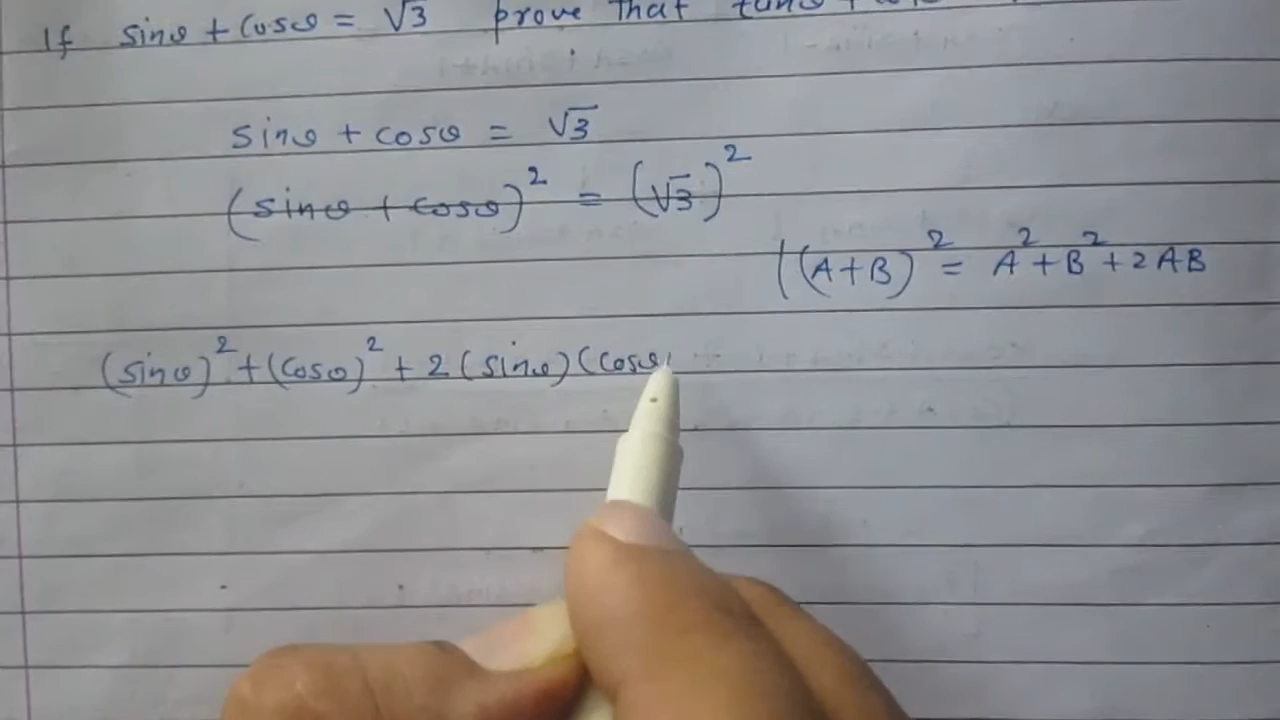 If sinθ + cosθ = √3 prove that tanθ +
sinθ + cosθ = √3
(sinθ + cosθ)² = (√3)²
|(A+B)² = A² + B² + 2AB
(sinθ)² + (cosθ)² + 2(sinθ)(cosθ